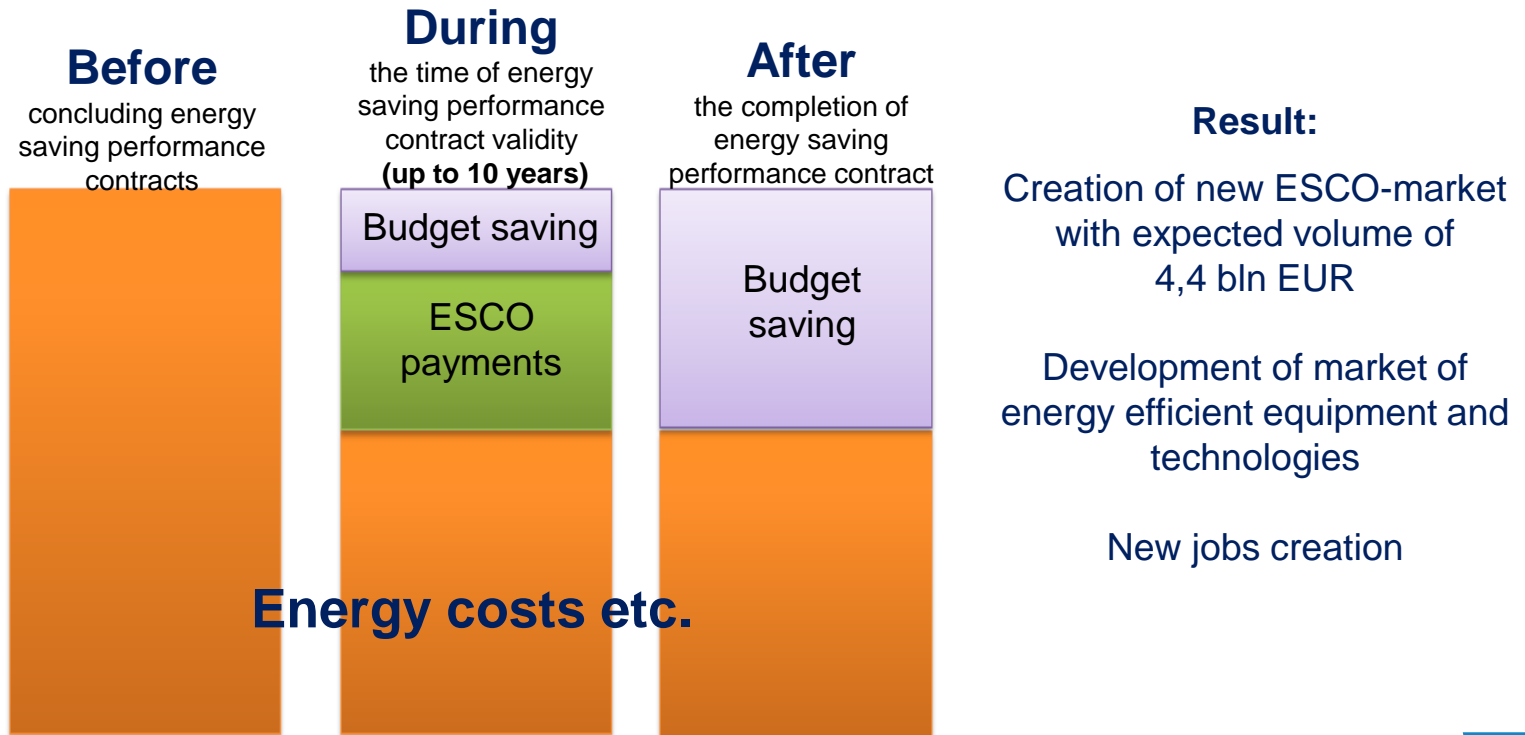 Before
concluding energy
saving performance
contracts
During
the time of energy
saving performance
contract validity
(up to 10 years)
After
the completion of
energy saving
performance contract
Budget saving
ESCO
payments
Budget
saving
Energy costs etc.
Result:
Creation of new ESCO-market
with expected volume of
4,4 bln EUR
Development of market of
energy efficient equipment and
technologies
New jobs creation